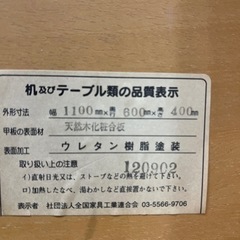 机及びテーブル類の品質表示
外形寸法 幅 1100 mm×奥行 600 mm×高さ 400 mm
甲板の表面材 天然木化粧合板
表面加工 ウレタン樹脂塗装
取り扱い上の注意 120902
イ)直射日光又は、ストーブなどの熱を避けて下さい。
ロ)加熱したなべ、湯わかしなど直接置かないで下さい。
表示者 社団法人全国家具工業連合会 03-5566-9706